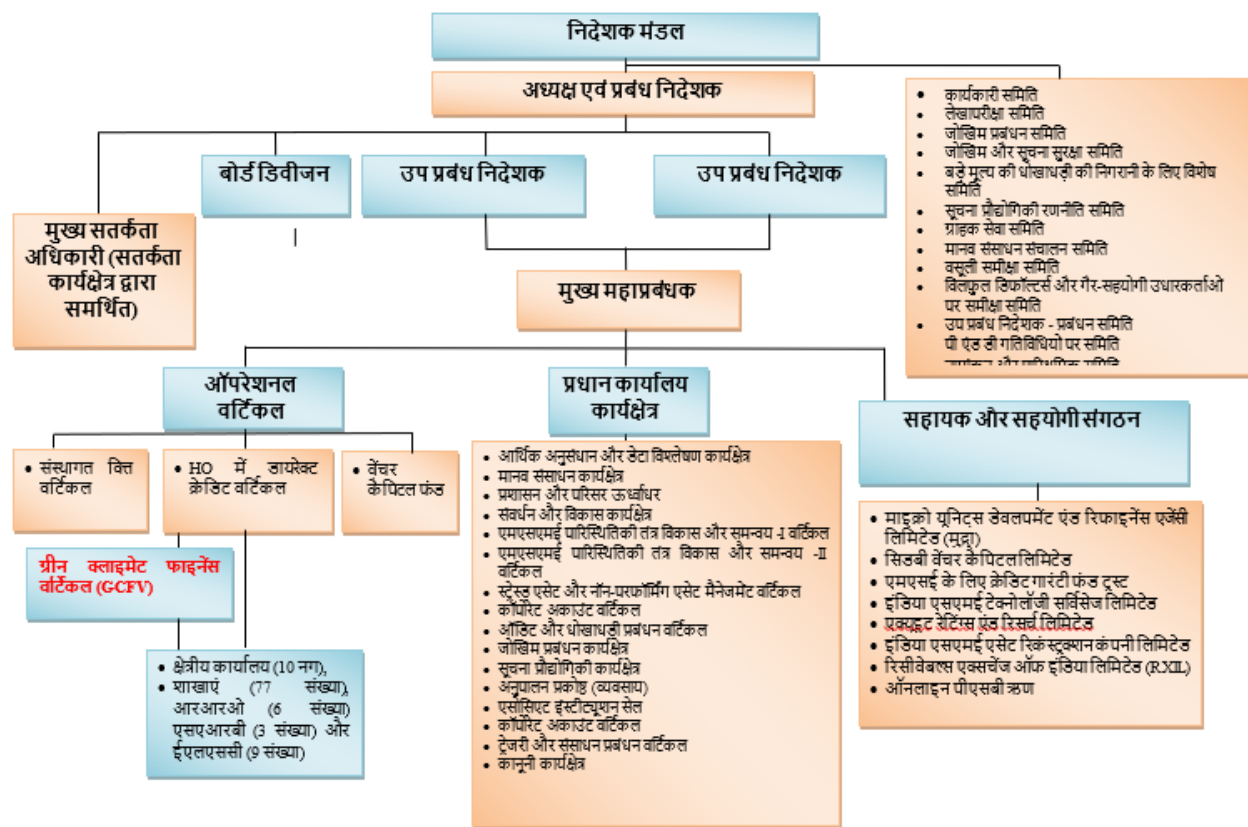 निदेशक मंडल
अध्यक्ष एवं प्रबंध निदेशक
• कार्यकारी समिति
• लेखापरीक्षा समिति
• जोखिम प्रबंधन समिति
• जोखिम और सूचना सुरक्षा समिति
• बड़े मूल्य की धोखाधड़ी की निगरानी के लिए विशेष
समिति
• सूचना प्रौद्योगिकी रणनीति समिति
• ग्राहक सेवा समिति
• मानव संसाधन संचालन समिति
• वसूली समीक्षा समिति
• विलफुल डिफॉल्टर्स और गैर-सहयोगी उधारकर्ताओं
पर समीक्षा समिति
• उप प्रबंध निदेशक - प्रबंधन समिति
पी एंड डी गतिविधियों पर समिति
बोर्ड डिवीजन
उप प्रबंध निदेशक
उप प्रबंध निदेशक
मुख्य सतर्कता
अधिकारी (सतर्कता
कार्यक्षेत्र द्वारा
समर्थित)
मुख्य महाप्रबंधक
ऑपरेशनल
वर्टिकल
प्रधान कार्यालय
कार्यक्षेत्र
सहायक और सहयोगी संगठन
• संस्थागत वित्त
वर्टिकल
• HO में डायरेक्ट
क्रेडिट वर्टिकल
• वेंचर
कैपिटल फंड
ग्रीन क्लाइमेट फाइनेंस
वर्टिकल (GCFV)
• क्षेत्रीय कार्यालय (10 नग),
• शाखाएं (77 संख्या),
आरआरओ (6 संख्या)
एसएआरबी (3 संख्या) और
ईएलएससी (9 संख्या)
• आर्थिक अनुसंधान और डेटा विश्लेषण कार्यक्षेत्र
• मानव संसाधन कार्यक्षेत्र
• प्रशासन और परिसर ऊर्ध्वाधर
• संवर्धन और विकास कार्यक्षेत्र
• एमएसएमई पारिस्थितिकी तंत्र विकास और समन्वय -I वर्टिकल
• एमएसएमई पारिस्थितिकी तंत्र विकास और समन्वय -II
वर्टिकल
• स्ट्रेस्ड एसेट और नॉन-परफॉर्मिंग एसेट मैनेजमेंट वर्टिकल
• कॉर्पोरेट अकाउंट वर्टिकल
• ऑडिट और धोखाधड़ी प्रबंधन वर्टिकल
• जोखिम प्रबंधन कार्यक्षेत्र
• सूचना प्रौद्योगिकी कार्यक्षेत्र
• अनुपालन प्रकोष्ठ (व्यवसाय)
• एसोसिएट इंस्टीट्यूशन सेल
• कॉर्पोरेट अकाउंट वर्टिकल
• ट्रेजरी और संसाधन प्रबंधन वर्टिकल
• कानूनी कार्यक्षेत्र
• माइक्रो यूनिट्स डेवलपमेंट एंड रिफाइनेंस एजेंसी
लिमिटेड (मुद्रा)
• सिडबी वेंचर कैपिटल लिमिटेड
• एमएसई के लिए क्रेडिट गारंटी फंड ट्रस्ट
• इंडिया एसएमई टेक्नोलॉजी सर्विसेज लिमिटेड
• एक्यूइट रेटिंग्स एंड रिसर्च लिमिटेड
• इंडिया एसएमई एसेट रिकंस्ट्रक्शन कंपनी लिमिटेड
• रिसीवेबल्स एक्सचेंज ऑफ इंडिया लिमिटेड (RXIL)
• ऑनलाइन पीएसबी ऋण